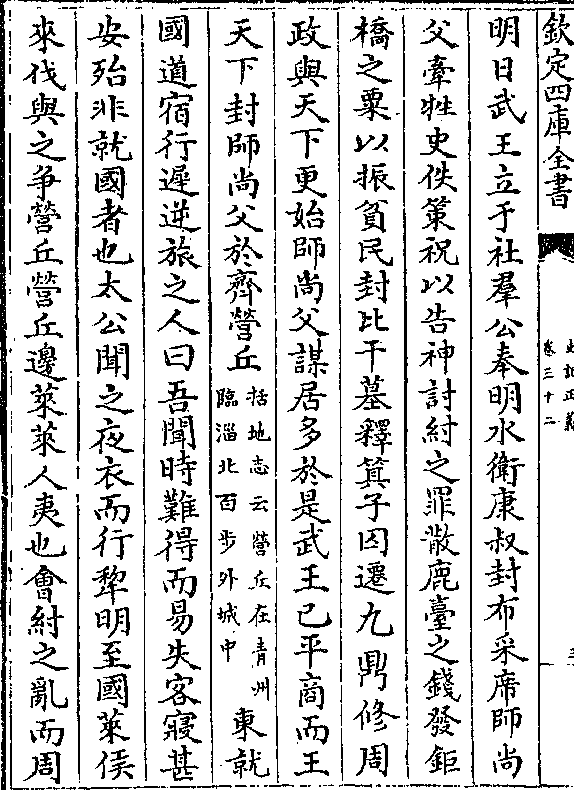 欽定四庫全書
史記正義
卷三十二
明日武王立于社羣公奉明水衛康叔封布采席師尚
父牽牲史佚策祝以告神討紂之罪散鹿臺之錢發鉅
橋之粟以振貧民封比干墓釋箕子囚遷九鼎修周
政與天下更始師尚父謀居多於是武王已平商而王
天下封師尚父於齊營丘
括地志云營丘在青州
臨淄北百步外城中
東就
國道宿行遲逆旅之人曰吾聞時難得而易失客寢甚
安殆非就國者也太公聞之夜衣而行犂明至國萊侯
來伐與之争營丘營丘邊萊萊人夷也會紂之亂而周